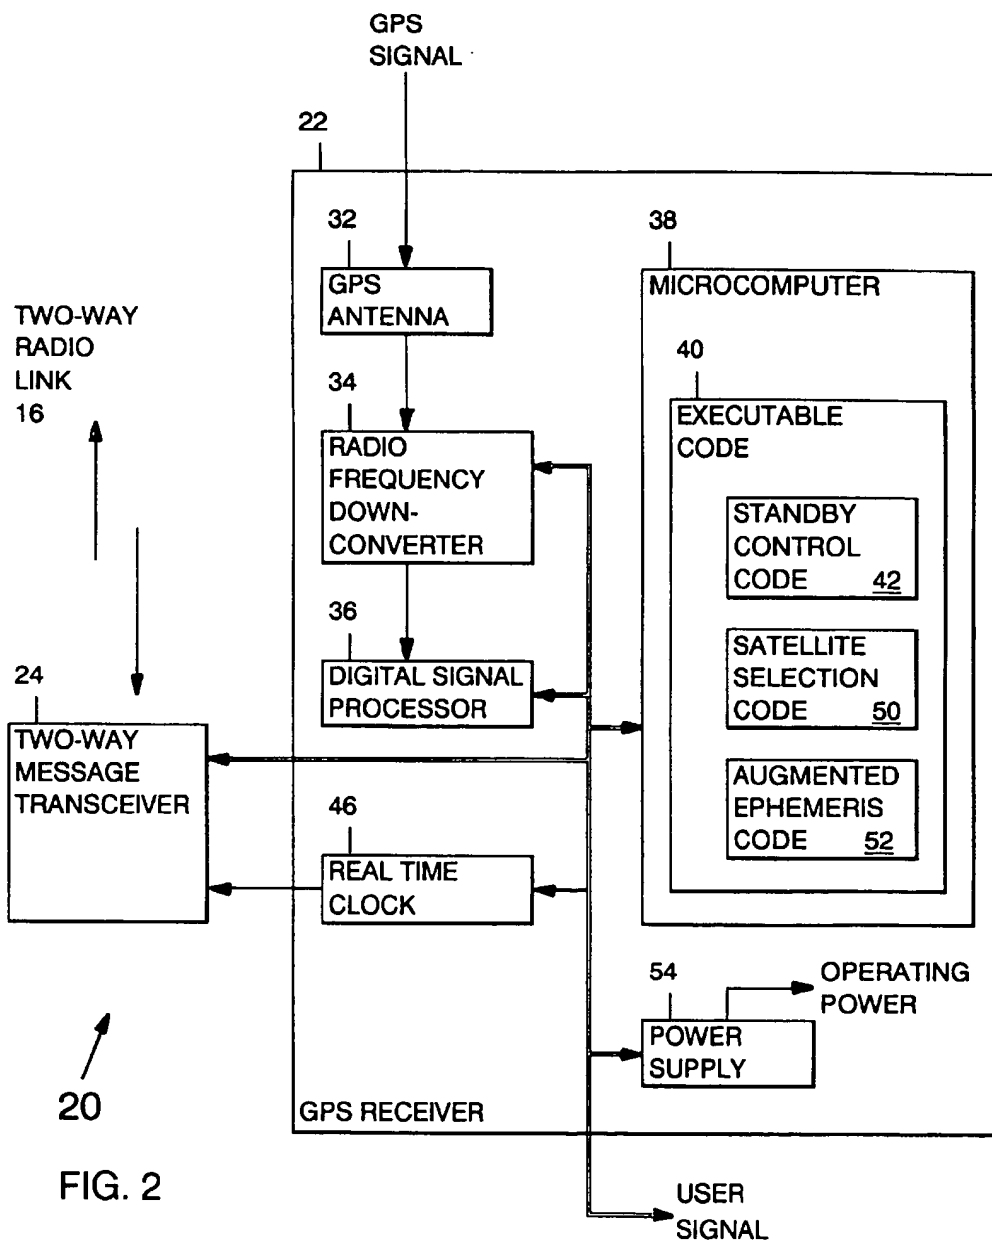 GPS
SIGNAL
22
32
GPS
ANTENNA
34
RADIO
FREQUENCY
DOWN-
CONVERTER
36
DIGITAL SIGNAL
PROCESSOR
46
REAL TIME
CLOCK
38
MICROCOMPUTER
40
EXECUTABLE
CODE
STANDBY
CONTROL
CODE 42
SATELLITE
SELECTION
CODE 50
AUGMENTED
EPHEMERIS
CODE 52
54
POWER
SUPPLY
OPERATING
POWER
TWO-WAY
RADIO
LINK
16
24
TWO-WAY
MESSAGE
TRANSCEIVER
20
GPS RECEIVER
USER
SIGNAL
FIG. 2